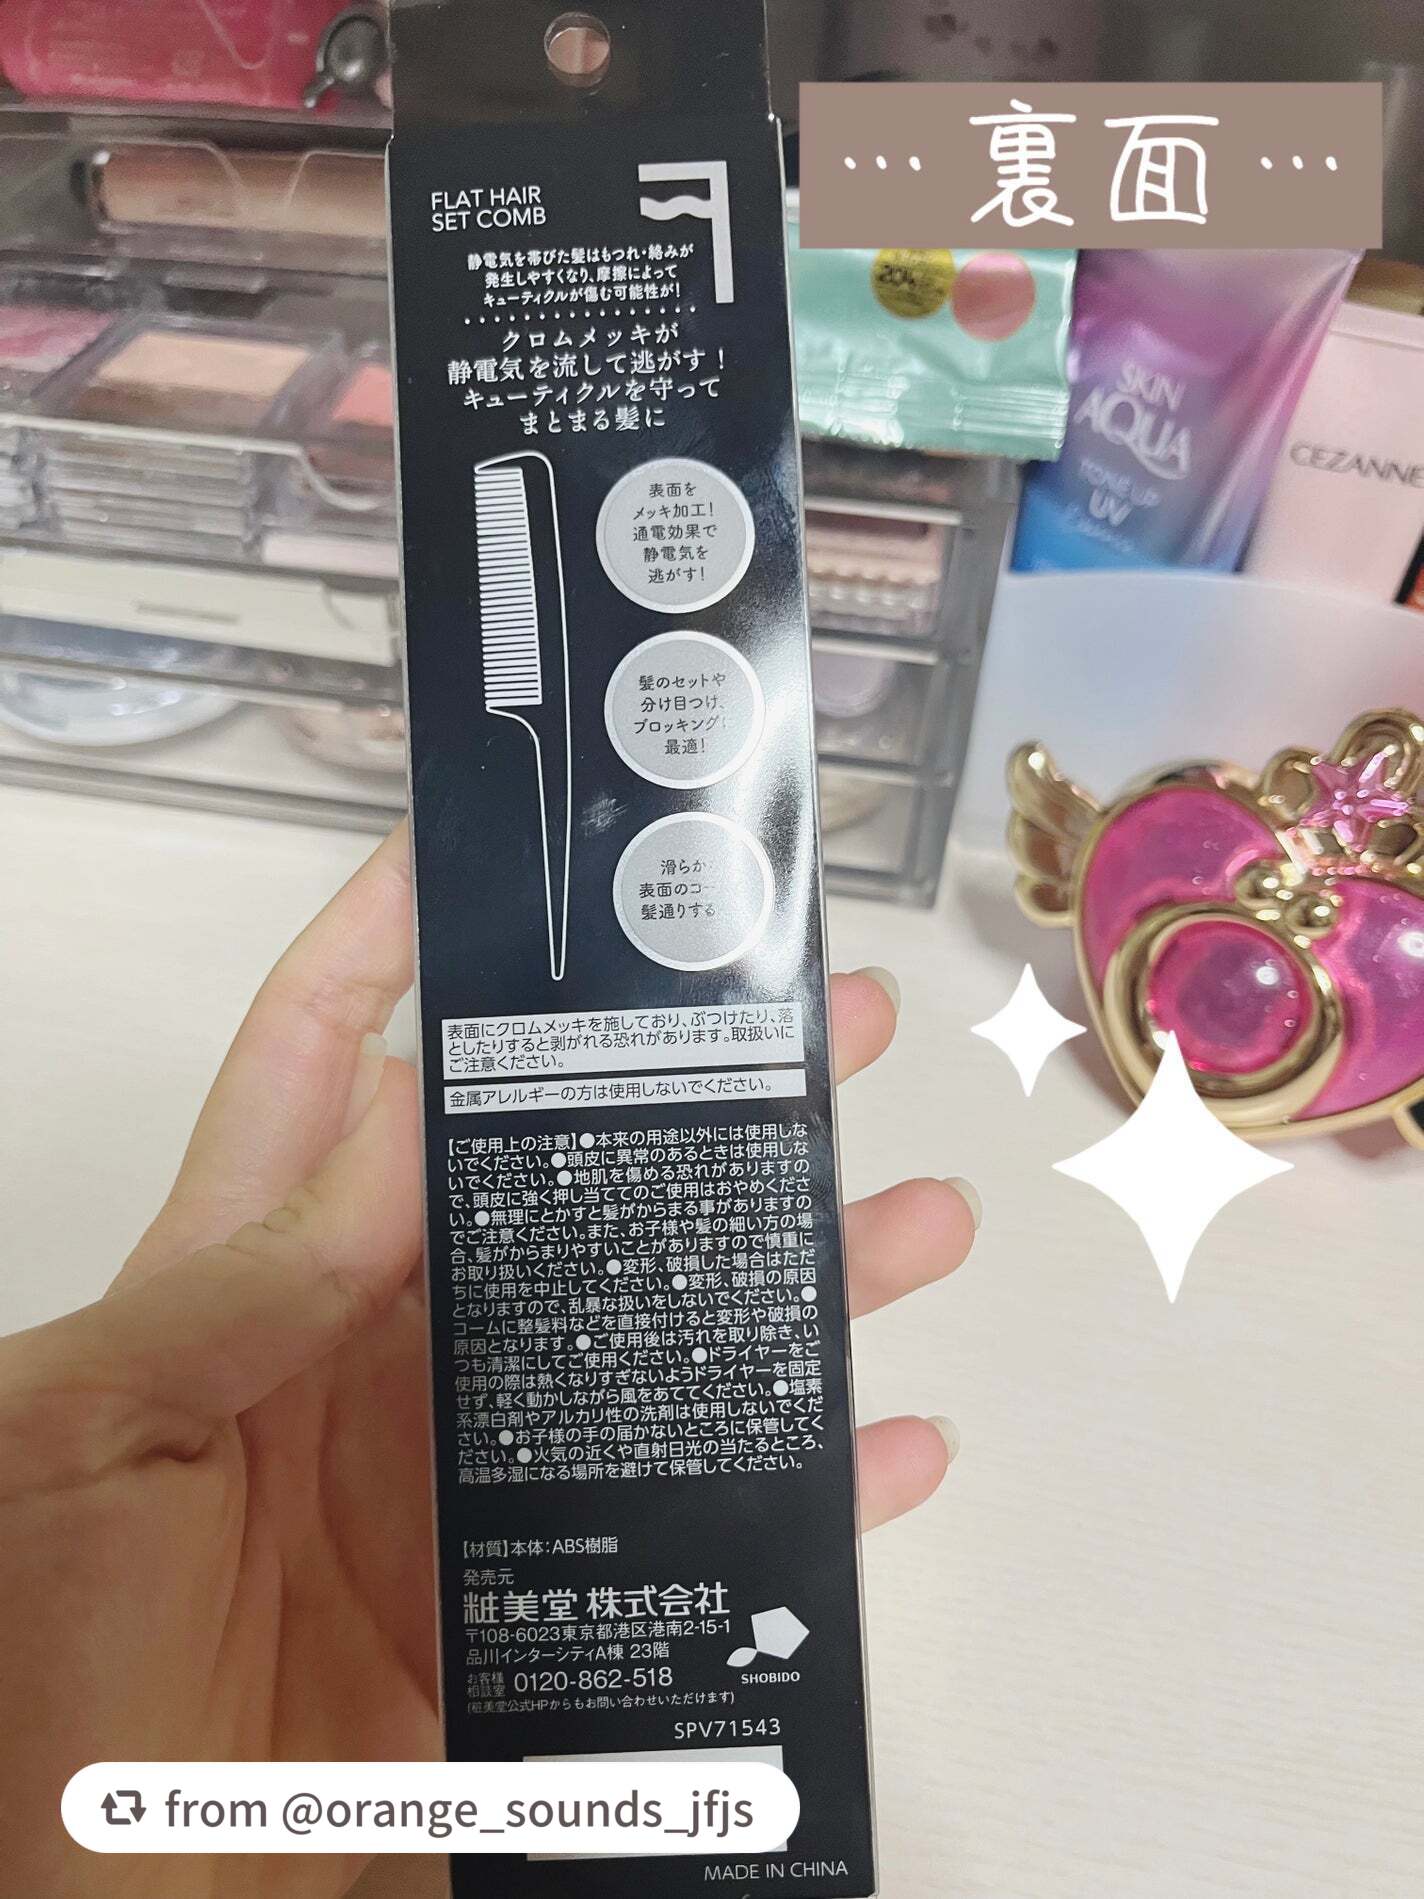 … 裏面 …
FLAT HAIR
SET COMB
静電気を帯びた髪はもつれ・絡みが
発生しやすくなり、摩擦によって
キューティクルが傷む可能性が!
クロムメッキが
静電気を流して逃がす!
キューティクルを守って
まとまる髪に
表面を
メッキ加工!
通電効果で
静電気を
逃がす!
髪のセットや
分け目つけ、
ブロッキングに
最適!
滑らか
表面のコー
髪通りする
表面にクロムメッキを施しており、ぶつけたり、落
としたりすると剥がれる恐れがあります。取扱いに
ご注意ください。
金属アレルギーの方は使用しないでください。
【ご使用上の注意】●本来の用途以外には使用しな
いでください。●頭皮に異常のあるときは使用しな
いでください。●地肌を傷める恐れがありますの
で、頭皮に強く押し当ててのご使用はおやめくださ
い。●無理にとかすと髪がからまる事がありますの
でご注意ください。また、お子様や髪の細い方の場
合、髪がからまりやすいことがありますので慎重に
お取り扱いください。●変形、破損した場合はただ
ちに使用を中止してください。●変形、破損の原因
となりますので、乱暴な扱いをしないでください。●
コームに整髪料などを直接付けると変形や破損の
原因となります。●ご使用後は汚れを取り除き、い
つも清潔にしてご使用ください。●ドライヤーをご
使用の際は熱くなりすぎないようドライヤーを固定
せず、軽く動かしながら風をあててください。●塩素
系漂白剤やアルカリ性の洗剤は使用しないでくだ
さい。●お子様の手の届かないところに保管してく
ださい。●火気の近くや直射日光の当たるところ、
高温多湿になる場所を避けて保管してください。
【材質】本体:ABS樹脂
発売元
粧美堂 株式会社
〒108-6023東京都港区港南2-15-1
品川インターシティA棟 23階
お客様
相談室 0120-862-518
(粧美堂公式HPからもお問い合わせいただけます)
SHOBIDO
SPV71543
MADE IN CHINA
SKIN
AQUA
TONE UP
UV
CEZANNE
from @orange_sounds_jfjs